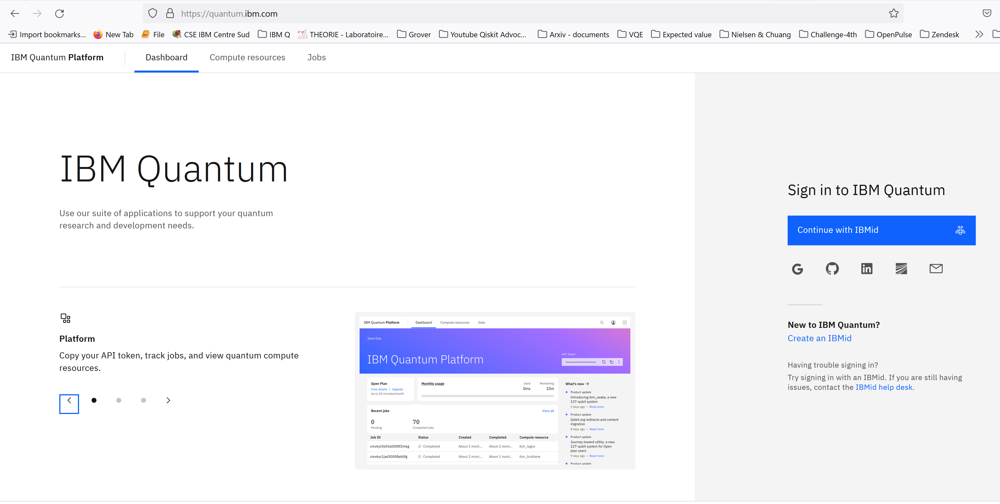 https://quantum.ibm.com
Import bookmarks... New Tab File CSE IBM Centre Sud IBM Q THEORIE - Laboratoire... Grover Youtube Qiskit Advoc... Arxiv - documents VQE Expected value Nielsen & Chuang Challenge-4th OpenPulse Zendesk
IBM Quantum Platform Dashboard Compute resources Jobs
IBM Quantum
Use our suite of applications to support your quantum
research and development needs.
Platform
Copy your API token, track jobs, and view quantum compute
resources.
IBM Quantum Platform Dashboard Compute resources Jobs
Jane Doe
IBM Quantum Platform
API Token
Open Plan
View details | Upgrade
Up to 10 minutes/month
Monthly usage
Used
0ms
Remaining
10m
Recent jobs
View all
0
Pending
70
Completed jobs
Job ID Status Created Completed Compute resource
cmv6yt3605a0008f2m6g Completed About 2 mont... About 2 mont... ibm_lagos
cmv6yc1jad30008eb0fg Completed About 2 mont... About 1 mont... ibm_brisbane
What's new
Product update
Introducing ibm_osaka, a new
127-qubit system
3 days ago • Read more
Product update
Qiskit.org redirects and content
migration
8 days ago • Read more
Product update
Journey toward utility: a new
127-qubit system for Open
plan users
9 days ago • Read more
Product update
Sign in to IBM Quantum
Continue with IBMid
New to IBM Quantum?
Create an IBMid
Having trouble signing in?
Try signing in with an IBMid. If you are still having
issues, contact the IBMid help desk.